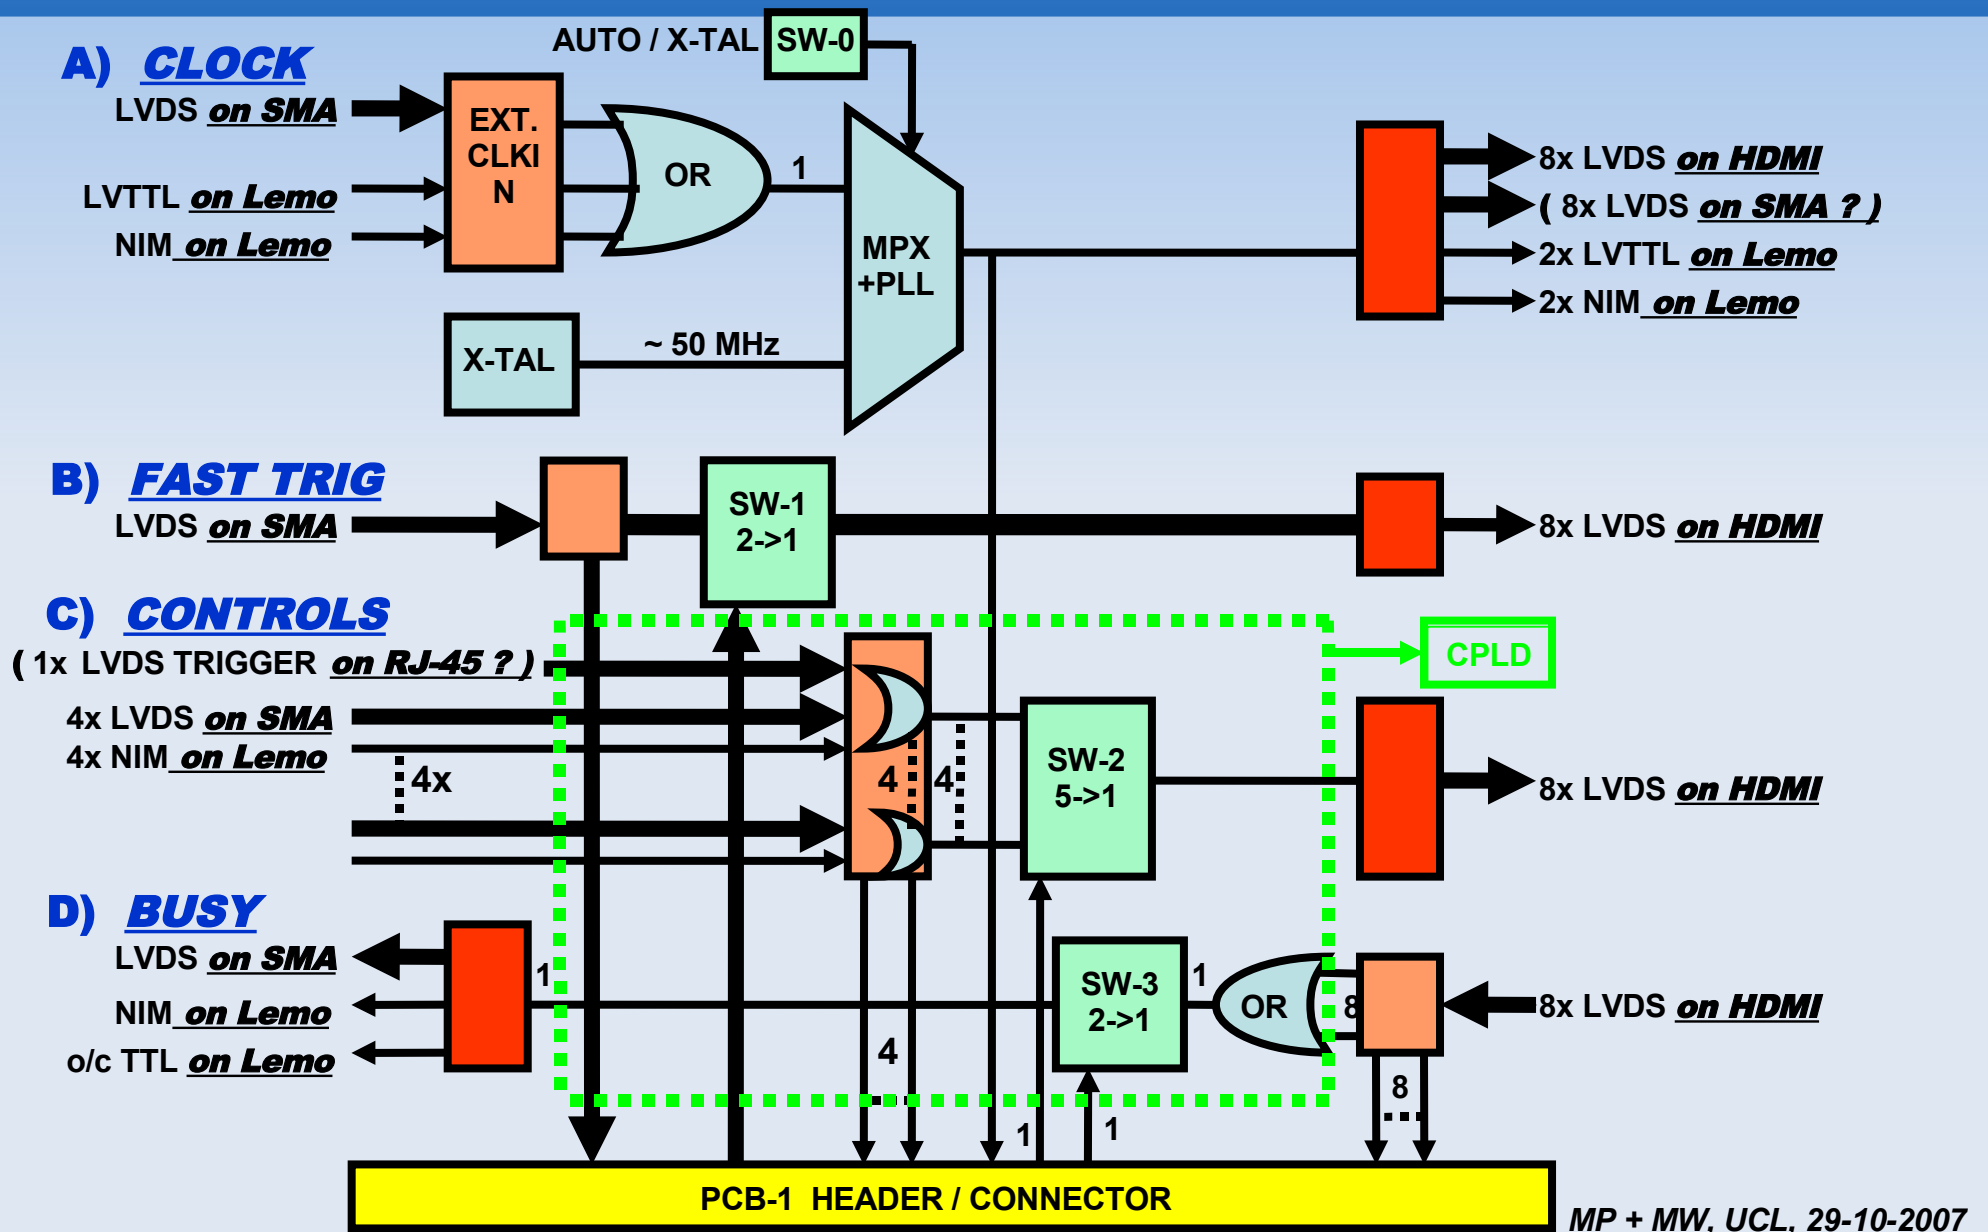 AUTO / X-TAL
SW-0
A) CLOCK
LVDS on SMA
LVTTL on Lemo
NIM on Lemo
EXT.
CLKI
N
OR
1
MPX
+PLL
X-TAL
~ 50 MHz
8x LVDS on HDMI
( 8x LVDS on SMA ? )
2x LVTTL on Lemo
2x NIM on Lemo
B) FAST TRIG
LVDS on SMA
SW-1
2->1
8x LVDS on HDMI
C) CONTROLS
( 1x LVDS TRIGGER on RJ-45 ? )
4x LVDS on SMA
4x NIM on Lemo
4x
4
4
SW-2
5->1
CPLD
8x LVDS on HDMI
D) BUSY
LVDS on SMA
NIM on Lemo
o/c TTL on Lemo
1
SW-3
2->1
1
OR
8
8x LVDS on HDMI
4
8
1
1
PCB-1 HEADER / CONNECTOR
MP + MW, UCL, 29-10-2007